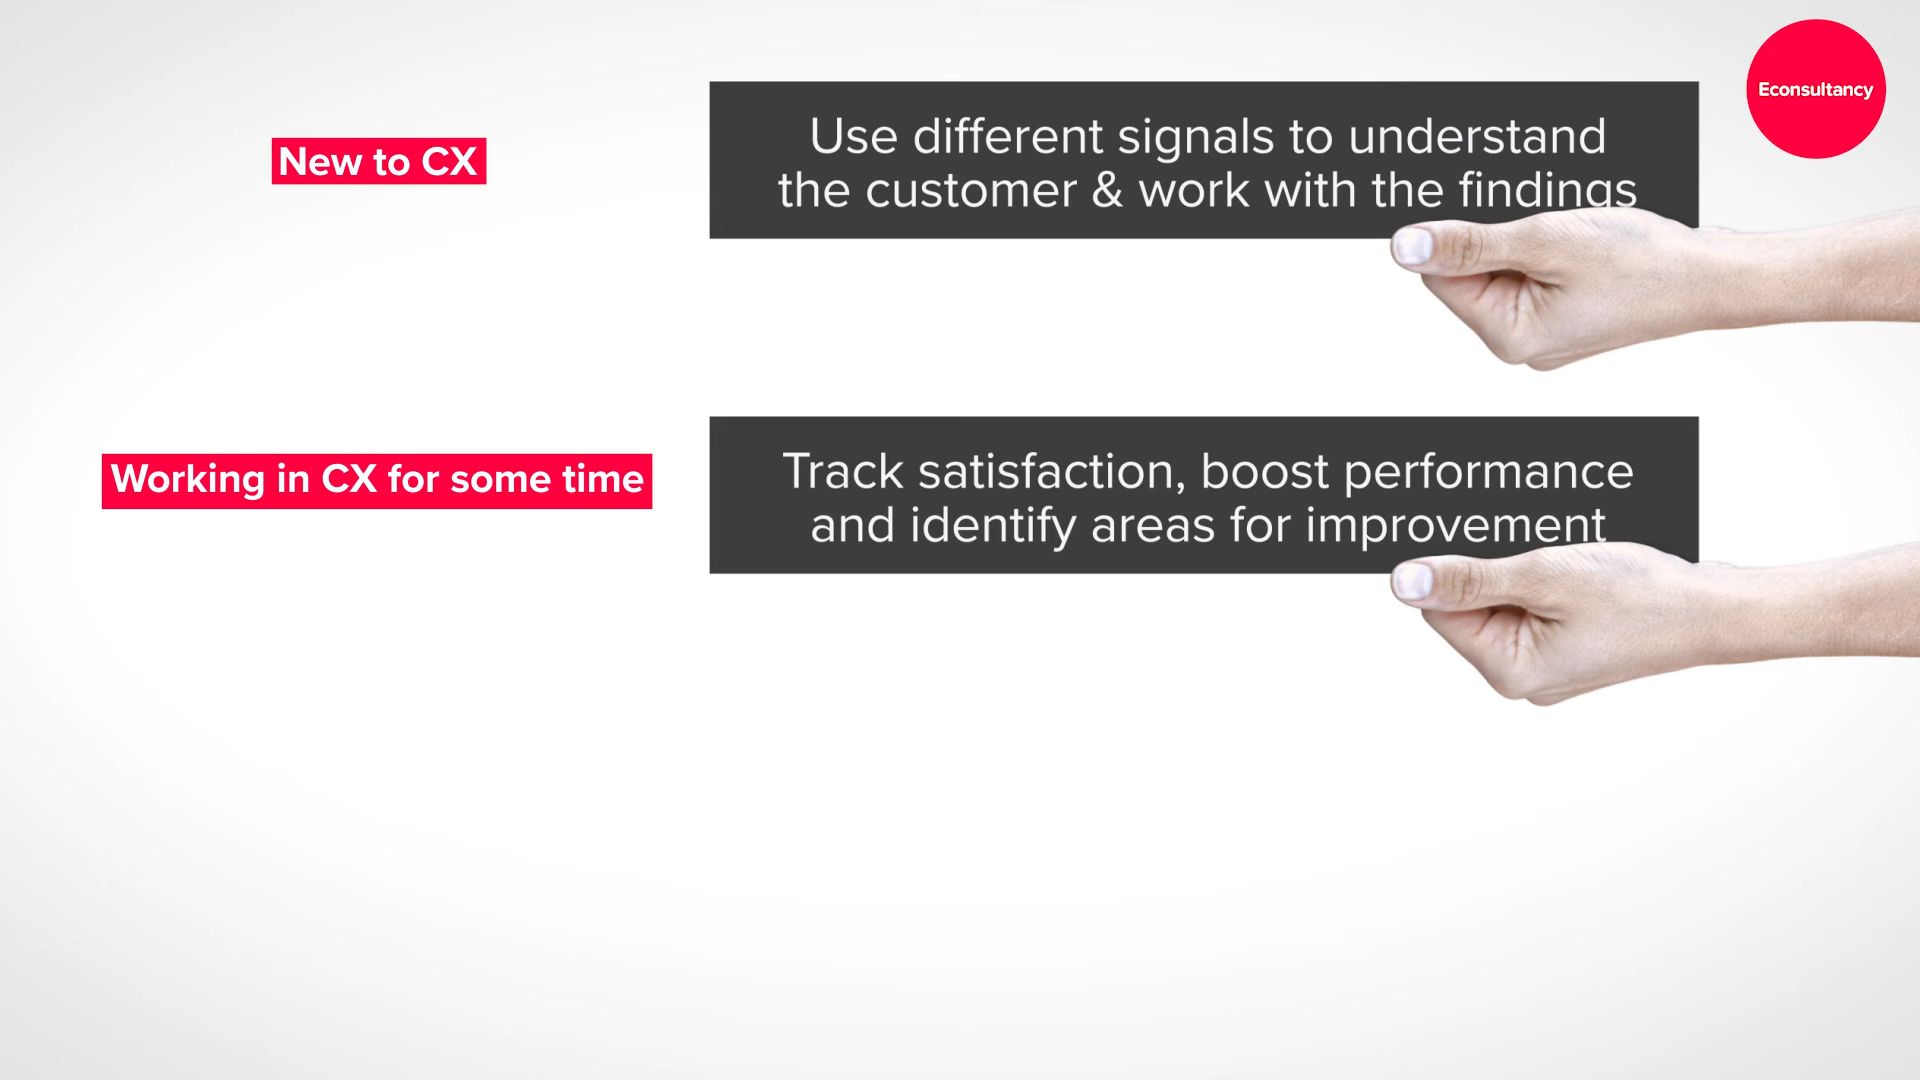 Econsultancy
New to CX
Use different signals to understand
the customer & work with the findings
Working in CX for some time
Track satisfaction, boost performance
and identify areas for improvement